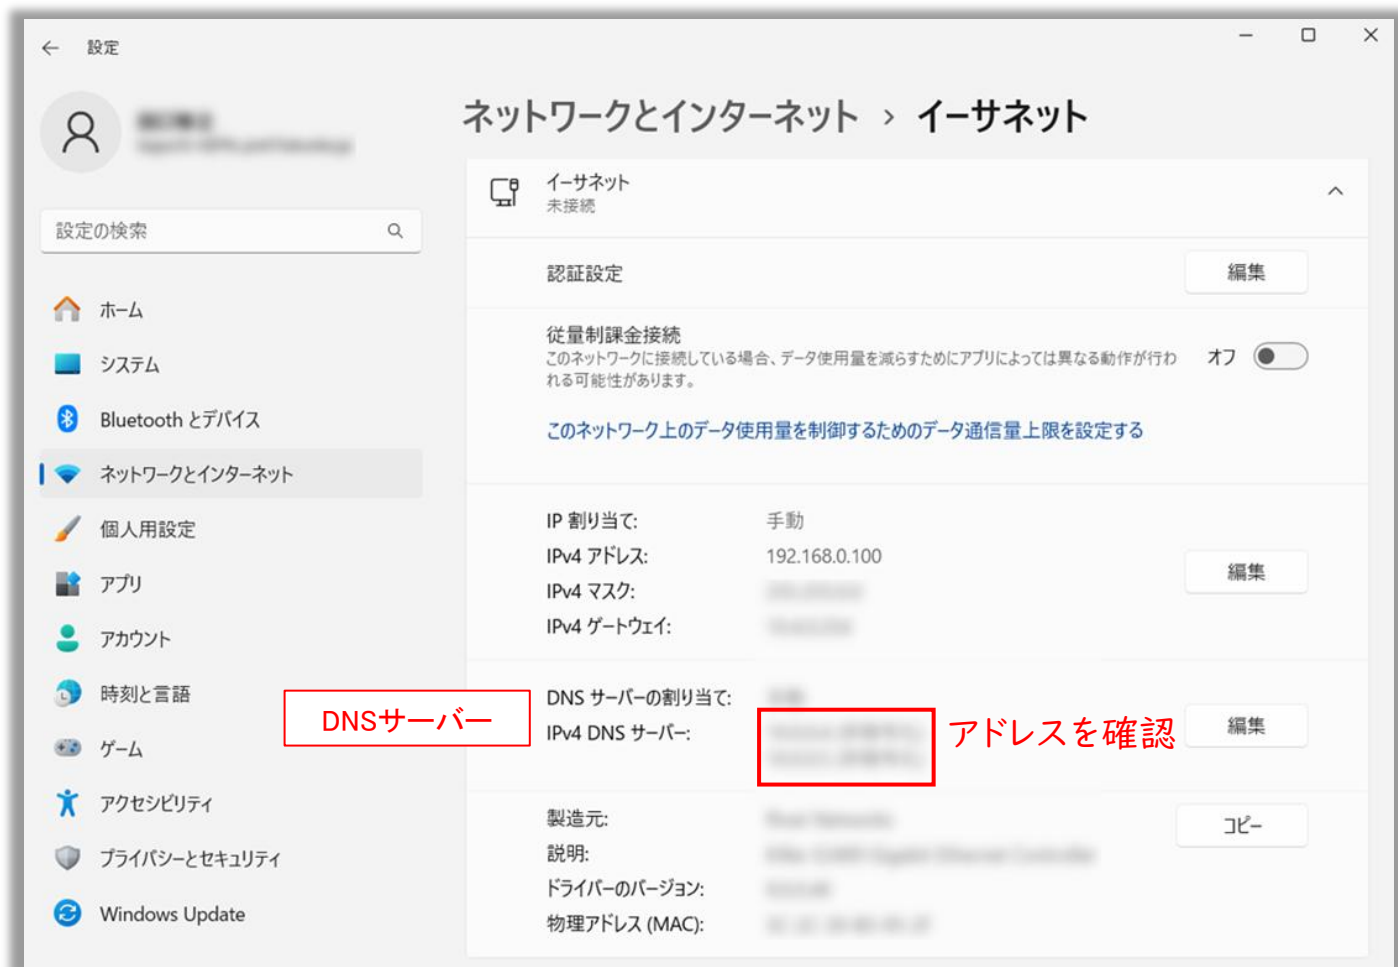 設定
ネットワークとインターネット › イーサネット
設定の検索
ホーム
システム
Bluetooth とデバイス
ネットワークとインターネット
個人用設定
アプリ
アカウント
時刻と言語
ゲーム
アクセシビリティ
プライバシーとセキュリティ
Windows Update
イーサネット
未接続
認証設定
編集
従量制課金接続
このネットワークに接続している場合、データ使用量を減らすためにアプリによっては異なる動作が行わ
れる可能性があります。
オフ
このネットワーク上のデータ使用量を制御するためのデータ通信量上限を設定する
IP 割り当て: 手動
IPv4 アドレス: 192.168.0.100
IPv4 マスク:
IPv4 ゲートウェイ:
編集
DNS サーバーの割り当て:
DNSサーバー
IPv4 DNS サーバー:
アドレスを確認
編集
製造元:
説明:
ドライバーのバージョン:
物理アドレス (MAC):
コピー